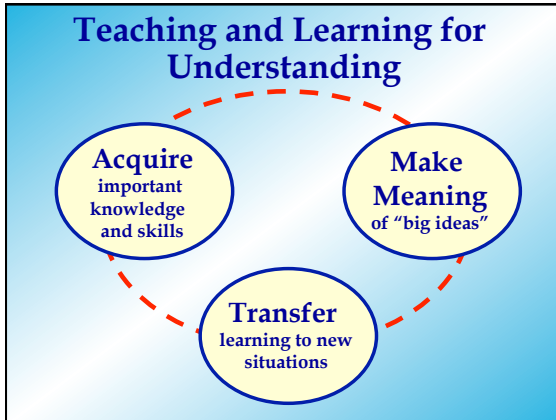 Teaching and Learning for
Understanding
Acquire
important
knowledge
and skills
Make
Meaning
of “big ideas”
Transfer
learning to new
situations